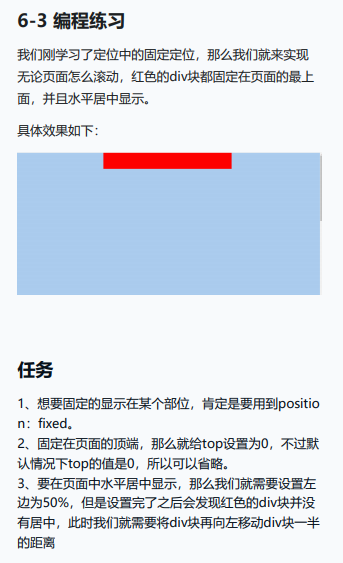 6-3 编程练习
我们刚学习了定位中的固定定位，那么我们就来实现
无论页面怎么滚动，红色的div块都固定在页面的最上
面，并且水平居中显示。
具体效果如下：
任务
1、想要固定的显示在某个部位，肯定是要用到positio
n：fixed。
2、固定在页面的顶端，那么就给top设置为0，不过默
认情况下top的值是0，所以可以省略。
3、要在页面中水平居中显示，那么我们就需要设置左
边为50%，但是设置完了之后会发现红色的div块并没
有居中，此时我们就需要将div块再向左移动div块一半
的距离